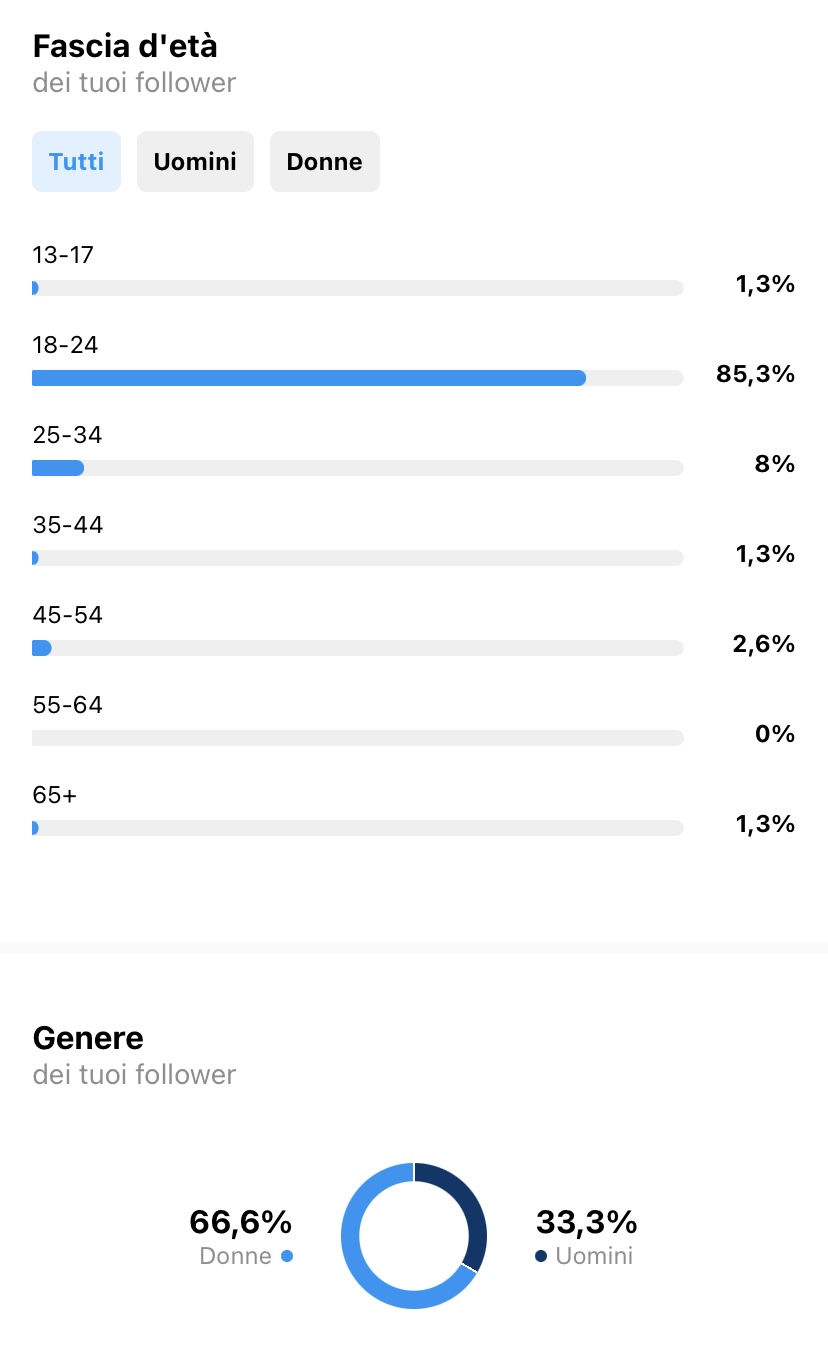 Fascia d'età
dei tuoi follower
Tutti Uomini Donne
13-17
1,3%
18-24
85,3%
25-34
8%
35-44
1,3%
45-54
2,6%
55-64
0%
65+
1,3%
Genere
dei tuoi follower
66,6% 33,3%
Donne Uomini